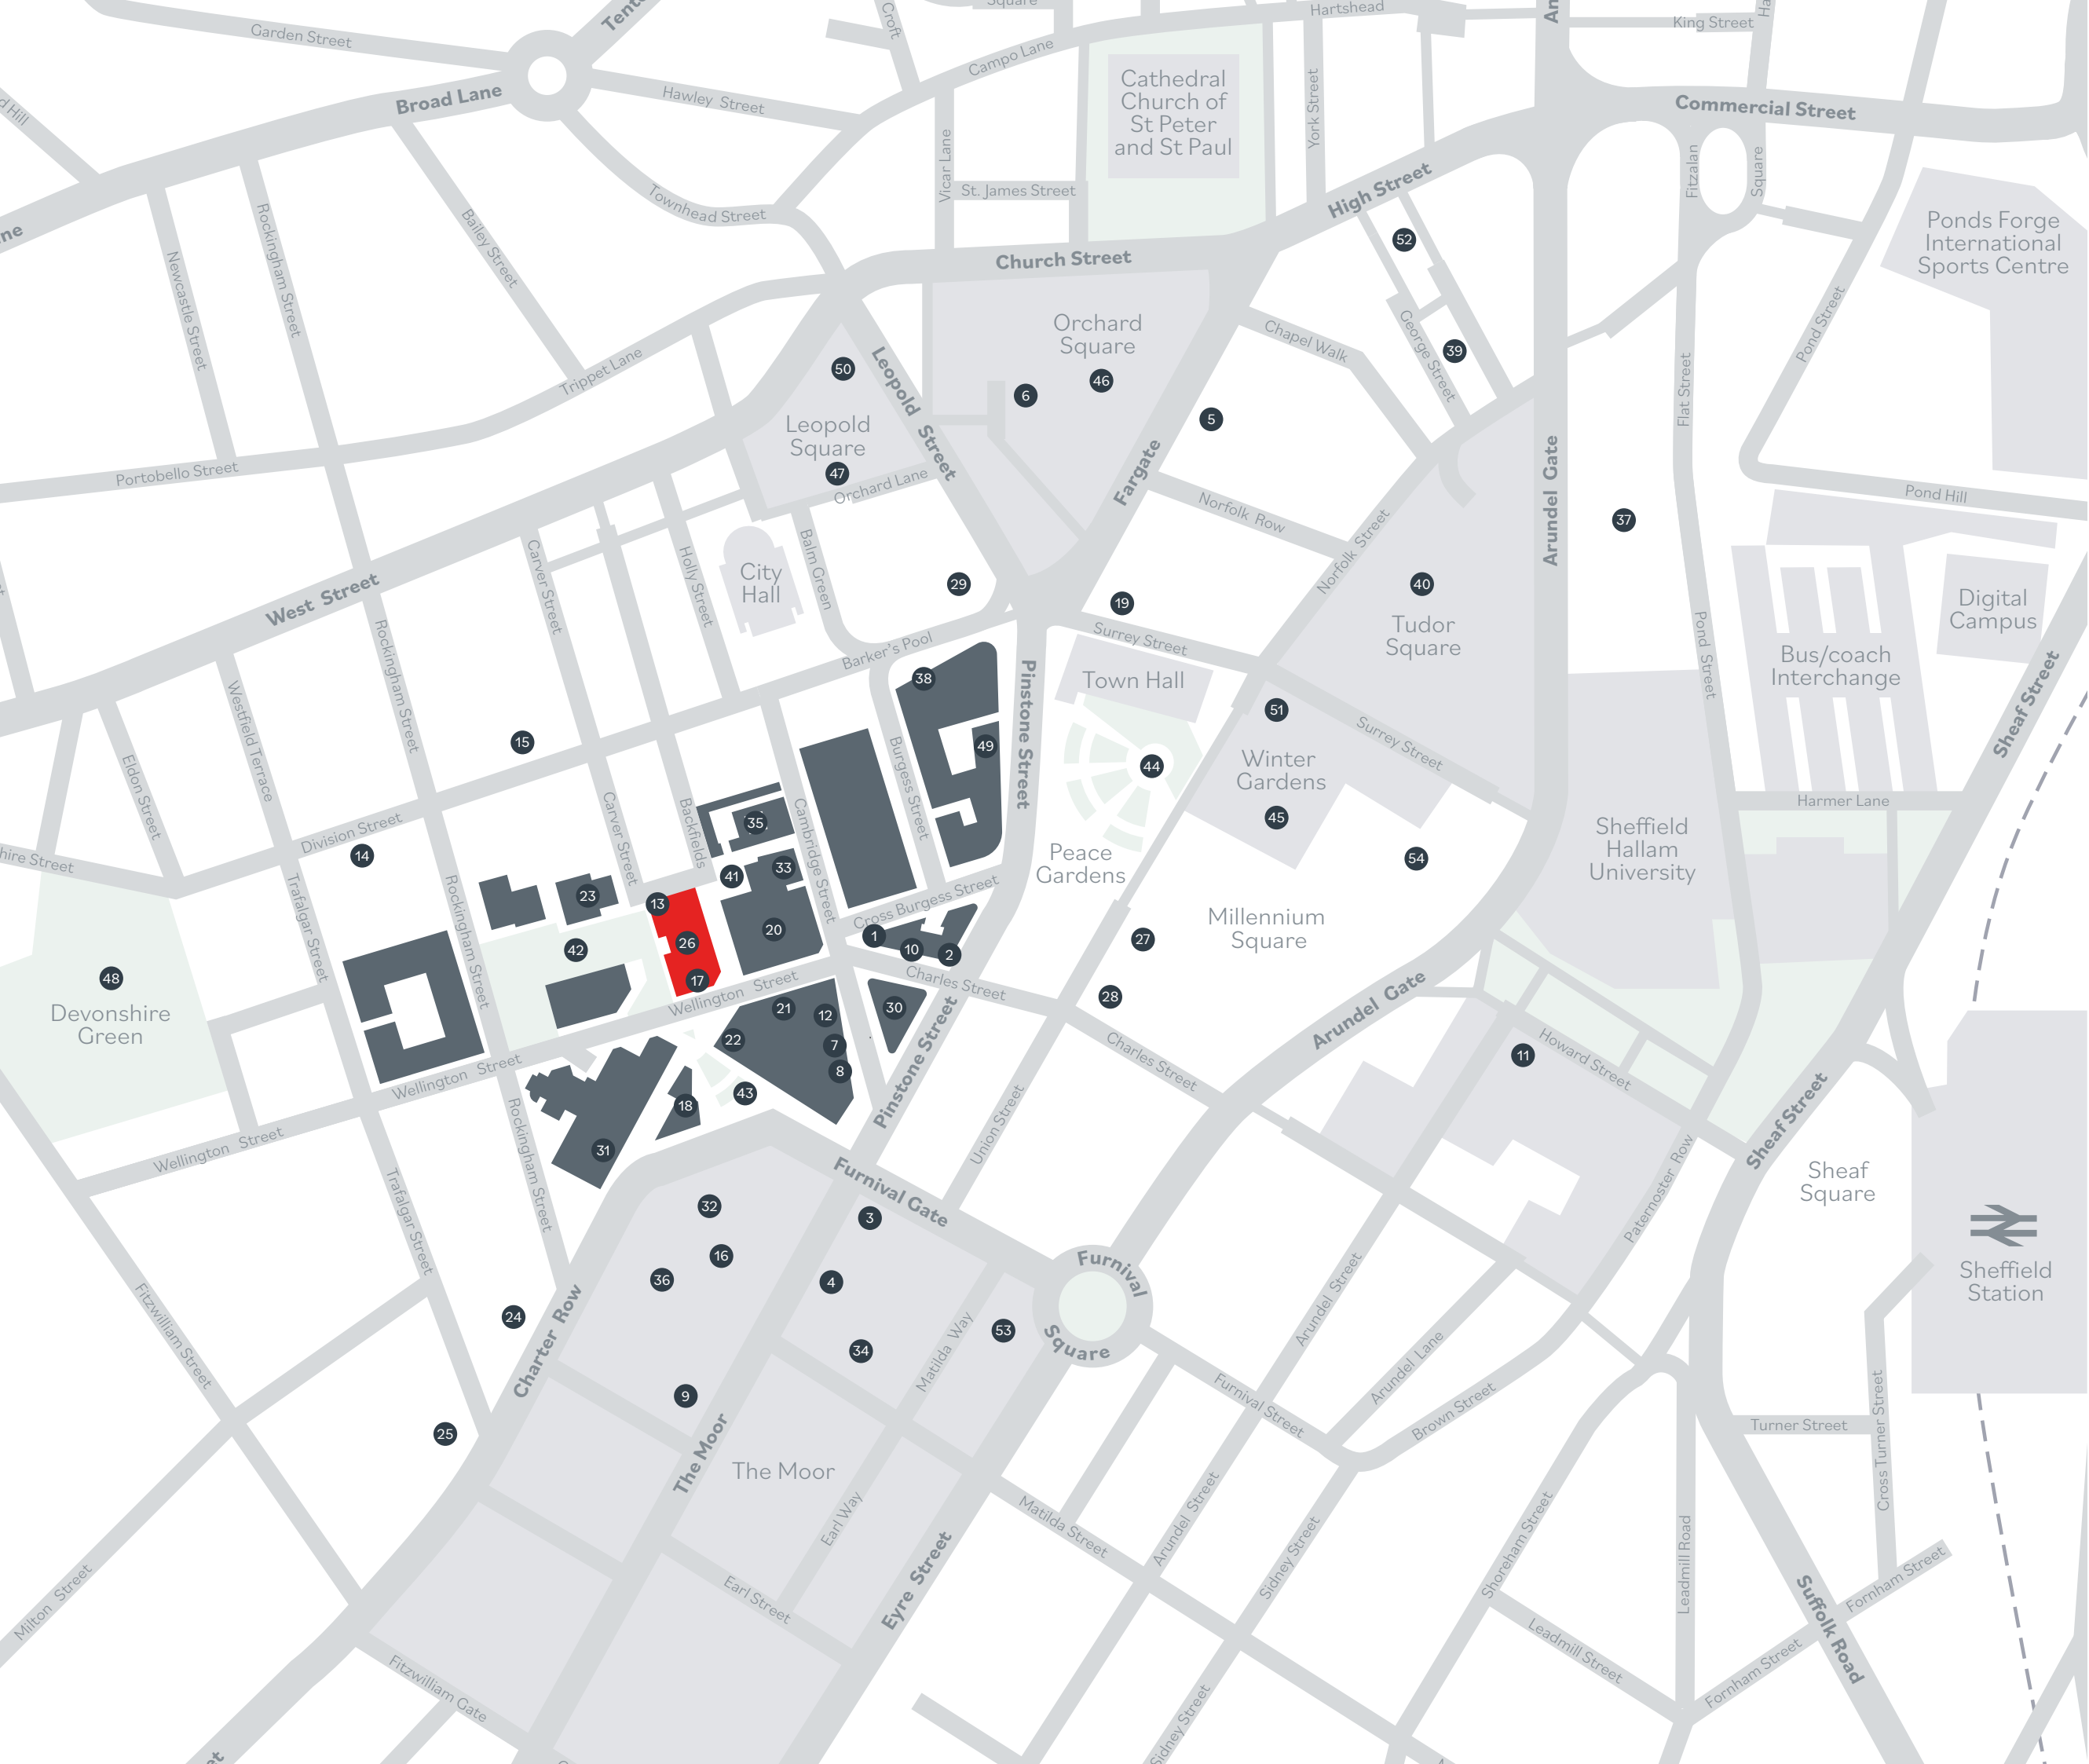 Square
Hartshead
King Street
Garden Street
Croft
Campo Lane
Broad Lane
Hawley Street
Cathedral
Church of
St Peter
and St Paul
York Street
Commercial Street
Fitzalan
Square
Vicar Lane
St. James Street
Townhead Street
High Street
Bailey Street
Rockingham Street
Newcastle Street
52
Ponds Forge
International
Sports Centre
Church Street
Orchard
Square
Chapel Walk
George Street
39
Pond Street
Trippet Lane
50
Leopold Street
6
46
5
Flat Street
Leopold
Square
47
Orchard Lane
Fargate
Portobello Street
Norfolk Row
Norfolk Street
Arundel Gate
37
Pond Hill
Carver Street
Holly Street
City
Hall
Balm Green
29
19
40
Tudor
Square
Digital
Campus
West Street
Rockingham Street
Barker's Pool
Surrey Street
Bus/coach
Interchange
Pond Street
Sheaf Street
38
Pinstone Street
Town Hall
51
Surrey Street
Westfield Terrace
15
Burgess Street
49
44
Winter
Gardens
45
Eldon Street
Division Street
14
Carver Street
Backfields
35
Cambridge Street
Harmer Lane
Sheffield
Hallam
University
Peace
Gardens
54
hire Street
Trafalgar Street
Rockingham Street
23
13
41
33
Cross Burgess Street
Millennium
Square
42
26
20
1
10
2
27
48
Devonshire
Green
17
Wellington Street
Charles Street
28
Arundel Gate
21
12
30
22
7
8
Pinstone Street
Charles Street
11
Howard Street
Wellington Street
43
18
31
Union Street
Sheaf Street
Wellington Street
Rockingham Street
Furnival Gate
Paternoster Row
Sheaf
Square
Trafalgar Street
32
3
16
36
4
Furnival
Square
Sheffield
Station
24
Charter Row
34
Matilda Way
53
Arundel Street
Fitzwilliam Street
9
Furnival Street
Arundel Lane
Brown Street
Turner Street
Cross Turner Street
25
The Moor
The Moor
Earl Way
Matilda Street
Arundel Street
Sidney Street
Shoreham Street
Leadmill Road
Milton Street
Earl Street
Eyre Street
Suffolk Road
Fornham Street
Leadmill Street
Fornham Street
Fitzwilliam Gate
Sidney Street